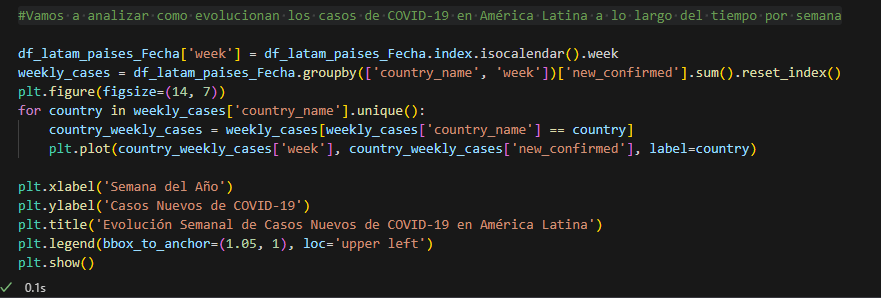 #Vamos a analizar como evolucionan los casos de COVID-19 en América Latina a lo largo del tiempo por semana
df_latam_paises_Fecha['week'] = df_latam_paises_Fecha.index.isocalendar().week
weekly_cases = df_latam_paises_Fecha.groupby(['country_name', 'week'])['new_confirmed'].sum().reset_index()
plt.figure(figsize=(14, 7))
for country in weekly_cases['country_name'].unique():
    country_weekly_cases = weekly_cases[weekly_cases['country_name'] == country]
    plt.plot(country_weekly_cases['week'], country_weekly_cases['new_confirmed'], label=country)
plt.xlabel('Semana del Año')
plt.ylabel('Casos Nuevos de COVID-19')
plt.title('Evolución Semanal de Casos Nuevos de COVID-19 en América Latina')
plt.legend(bbox_to_anchor=(1.05, 1), loc='upper left')
plt.show()
0.1s